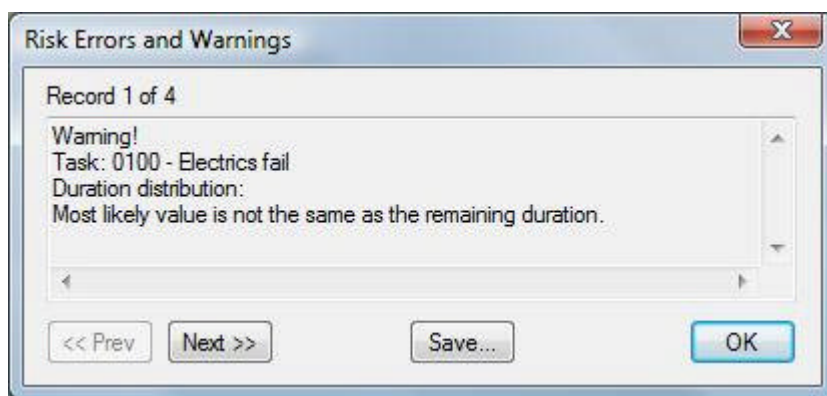 Risk Errors and Warnings
Record 1 of 4
Warning!
Task: 0100 - Electrics fail
Duration distribution:
Most likely value is not the same as the remaining duration.
<< Prev Next >> Save... OK